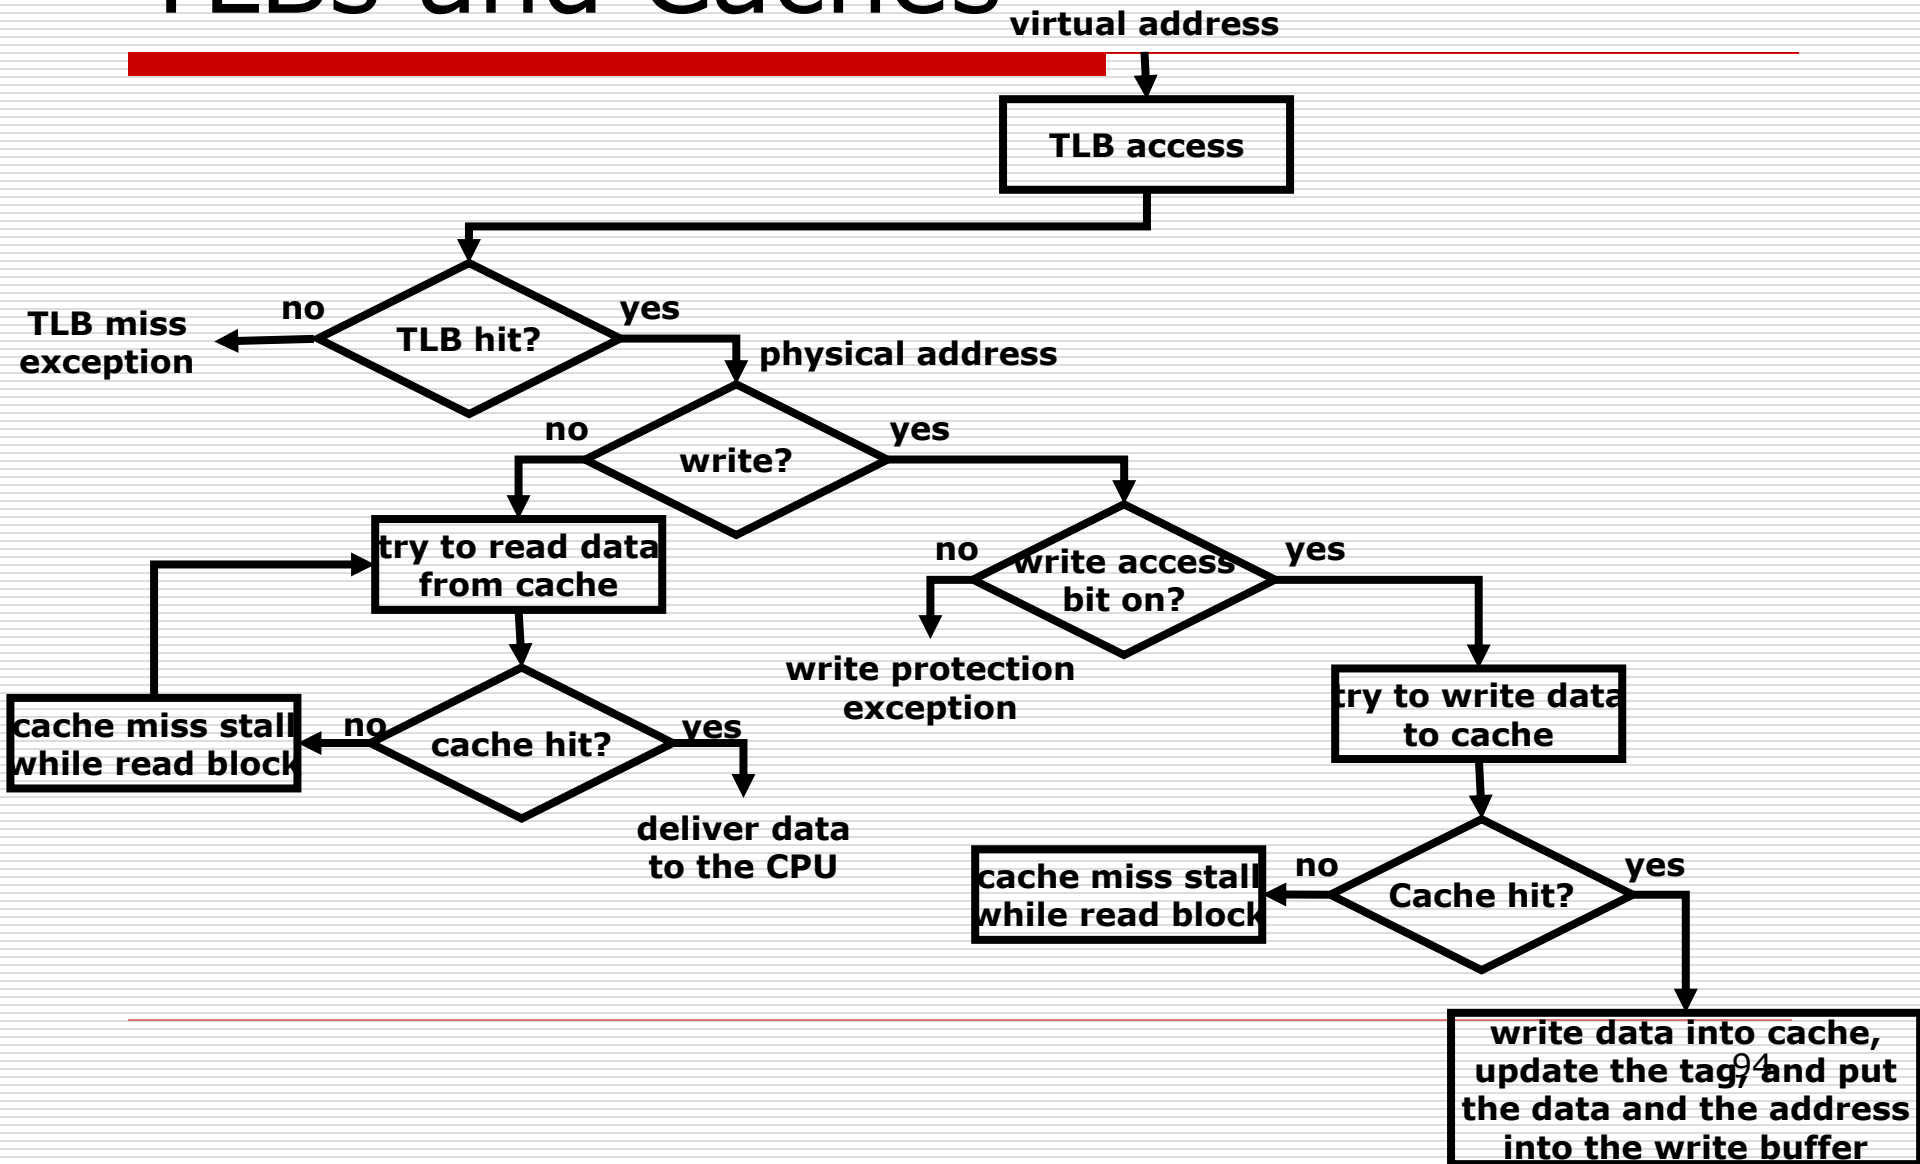 TLBs and Caches
virtual address
TLB access
no
yes
TLB miss
exception
TLB hit?
physical address
no
yes
write?
try to read data
from cache
no
yes
write access
bit on?
write protection
exception
try to write data
to cache
cache miss stall
while read block
no
yes
cache hit?
deliver data
to the CPU
cache miss stall
while read block
no
yes
Cache hit?
write data into cache,
update the tag, and put
the data and the address
into the write buffer
94